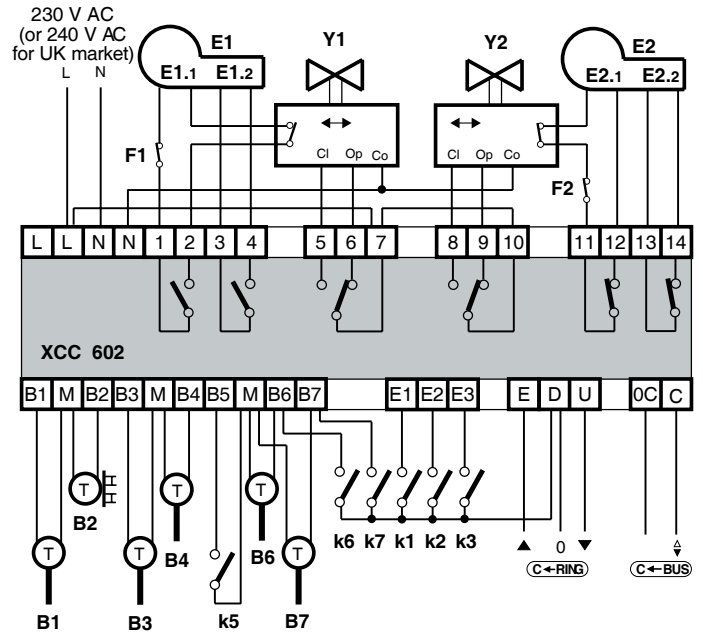 230 V AC
(or 240 V AC
for UK market)
L N
E1
E1.1 E1.2
Y1
Y2
E2
E2.1 E2.2
F1
Cl Op Co
Cl Op Co
F2
L L N N 1 2 3 4 5 6 7 8 9 10 11 12 13 14
XCC 602
B1 M B2 B3 M B4 B5 M B6 B7 E1 E2 E3 E D U 0C C
T T T T T T
B2
B4
B6
k6 k7 k1 k2 k3
0
C RING
C BUS
B1 B3 k5 B7